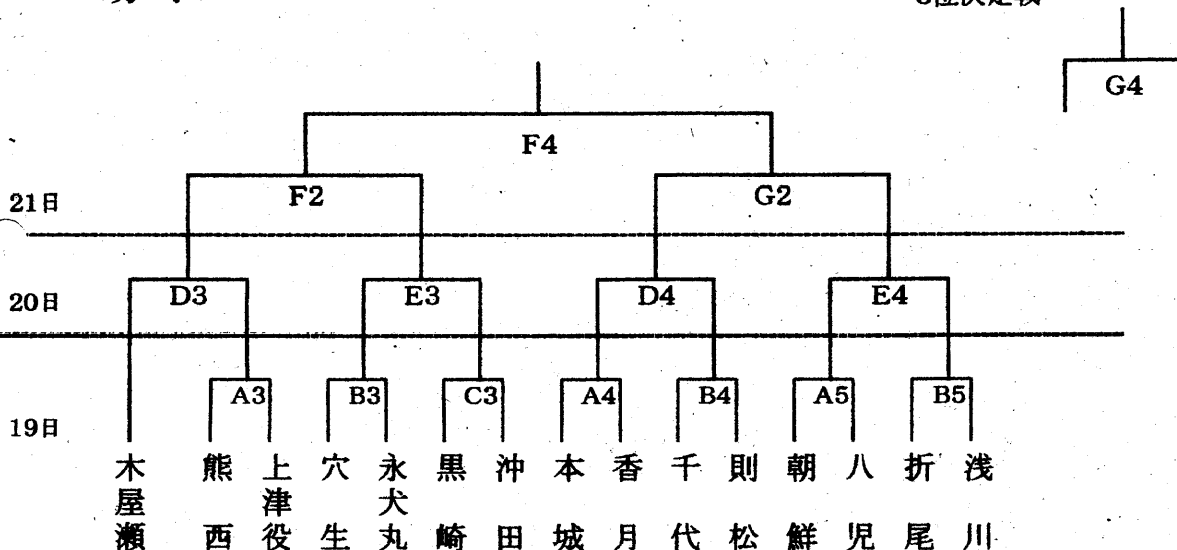 G4
F4
21日
F2
G2
20日
D3
E3
D4
E4
19日
A3
B3
C3
A4
B4
A5
B5
木屋瀬
熊西
上津役
穴生
永犬丸
黒崎
沖田
本城
香月
千代
則松
朝鮮
八児
折尾
浅川